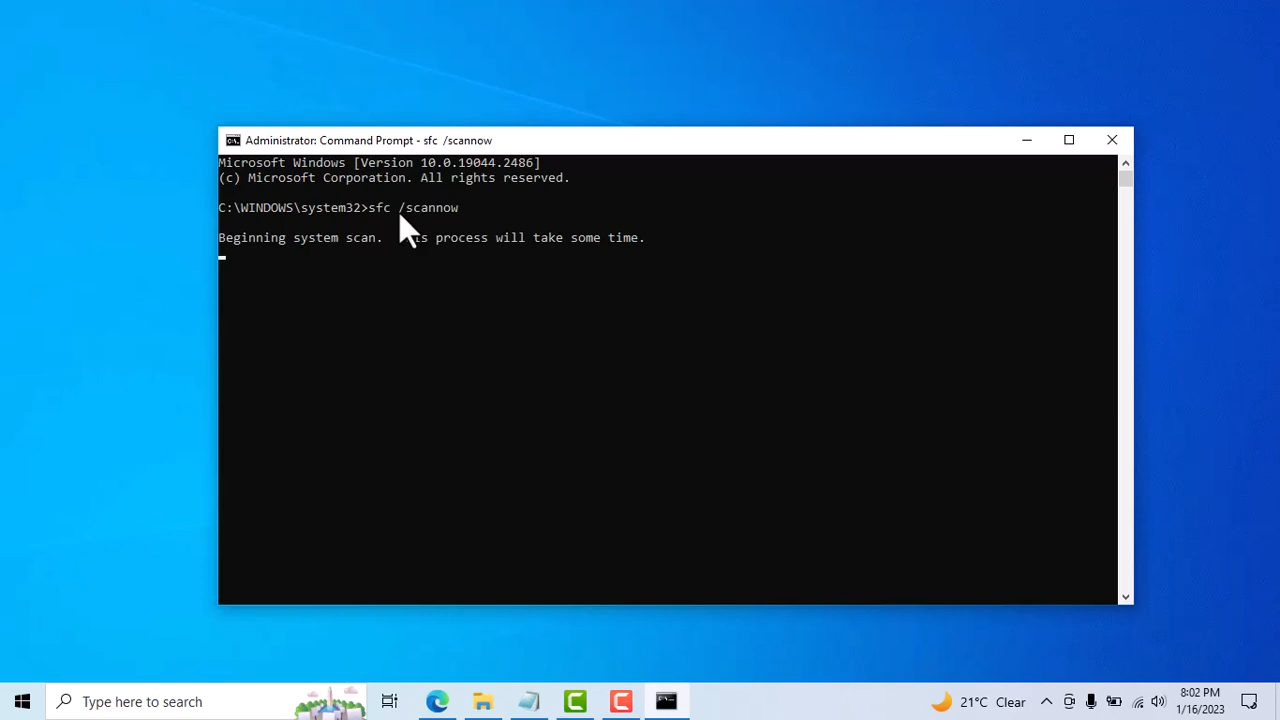 Administrator: Command Prompt - sfc /scannow
Microsoft Windows [Version 10.0.19044.2486]
(c) Microsoft Corporation. All rights reserved.
C:\WINDOWS\system32>sfc /scannow
Beginning system scan. This process will take some time.
Type here to search
21°C Clear
8:02 PM
1/16/2023